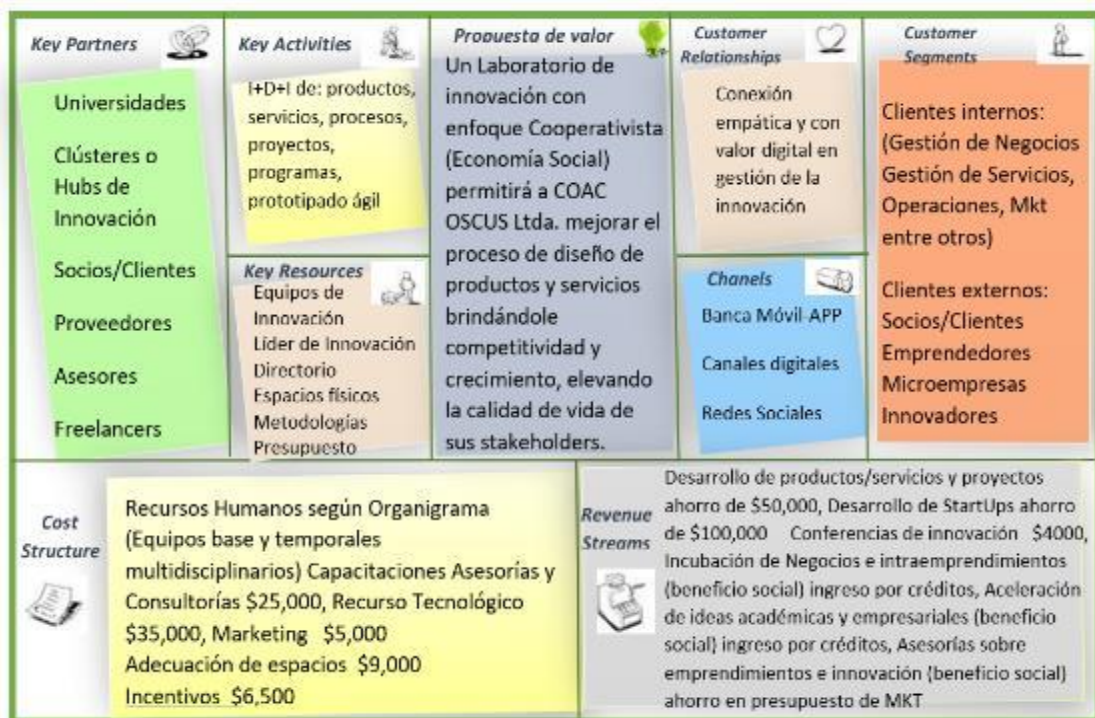 Key Partners
Universidades
Clústeres o
Hubs de
Innovación
Socios/Clientes
Proveedores
Asesores
Freelancers
Key Activities
I+D+I de: productos,
servicios, procesos,
proyectos,
programas,
prototipado ágil
Key Resources
Equipos de
Innovación
Líder de Innovación
Directorio
Espacios físicos
Metodologías
Presupuesto
Propuesta de valor
Un Laboratorio de
innovación con
enfoque Cooperativista
(Economía Social)
permitirá a COAC
OSCUS Ltda. mejorar el
proceso de diseño de
productos y servicios
brindándole
competitividad y
crecimiento, elevando
la calidad de vida de
sus stakeholders.
Customer
Relationships
Conexión
empática y con
valor digital en
gestión de la
innovación
Chanels
Banca Móvil-APP
Canales digitales
Redes Sociales
Customer
Segments
Clientes internos:
(Gestión de Negocios
Gestión de Servicios,
Operaciones, Mkt
entre otros)
Clientes externos:
Socios/Clientes
Emprendedores
Microempresas
Innovadores
Cost
Structure
Recursos Humanos según Organigrama
(Equipos base y temporales
multidisciplinarios) Capacitaciones Asesorías y
Consultorías $25,000, Recurso Tecnológico
$35,000, Marketing $5,000
Adecuación de espacios $9,000
Incentivos $6,500
Revenue
Streams
Desarrollo de productos/servicios y proyectos
ahorro de $50,000, Desarrollo de StartUps ahorro
de $100,000 Conferencias de innovación $4000,
Incubación de Negocios e intraemprendimientos
(beneficio social) ingreso por créditos, Aceleración
de ideas académicas y empresariales (beneficio
social) ingreso por créditos, Asesorías sobre
emprendimientos e innovación (beneficio social)
ahorro en presupuesto de MKT